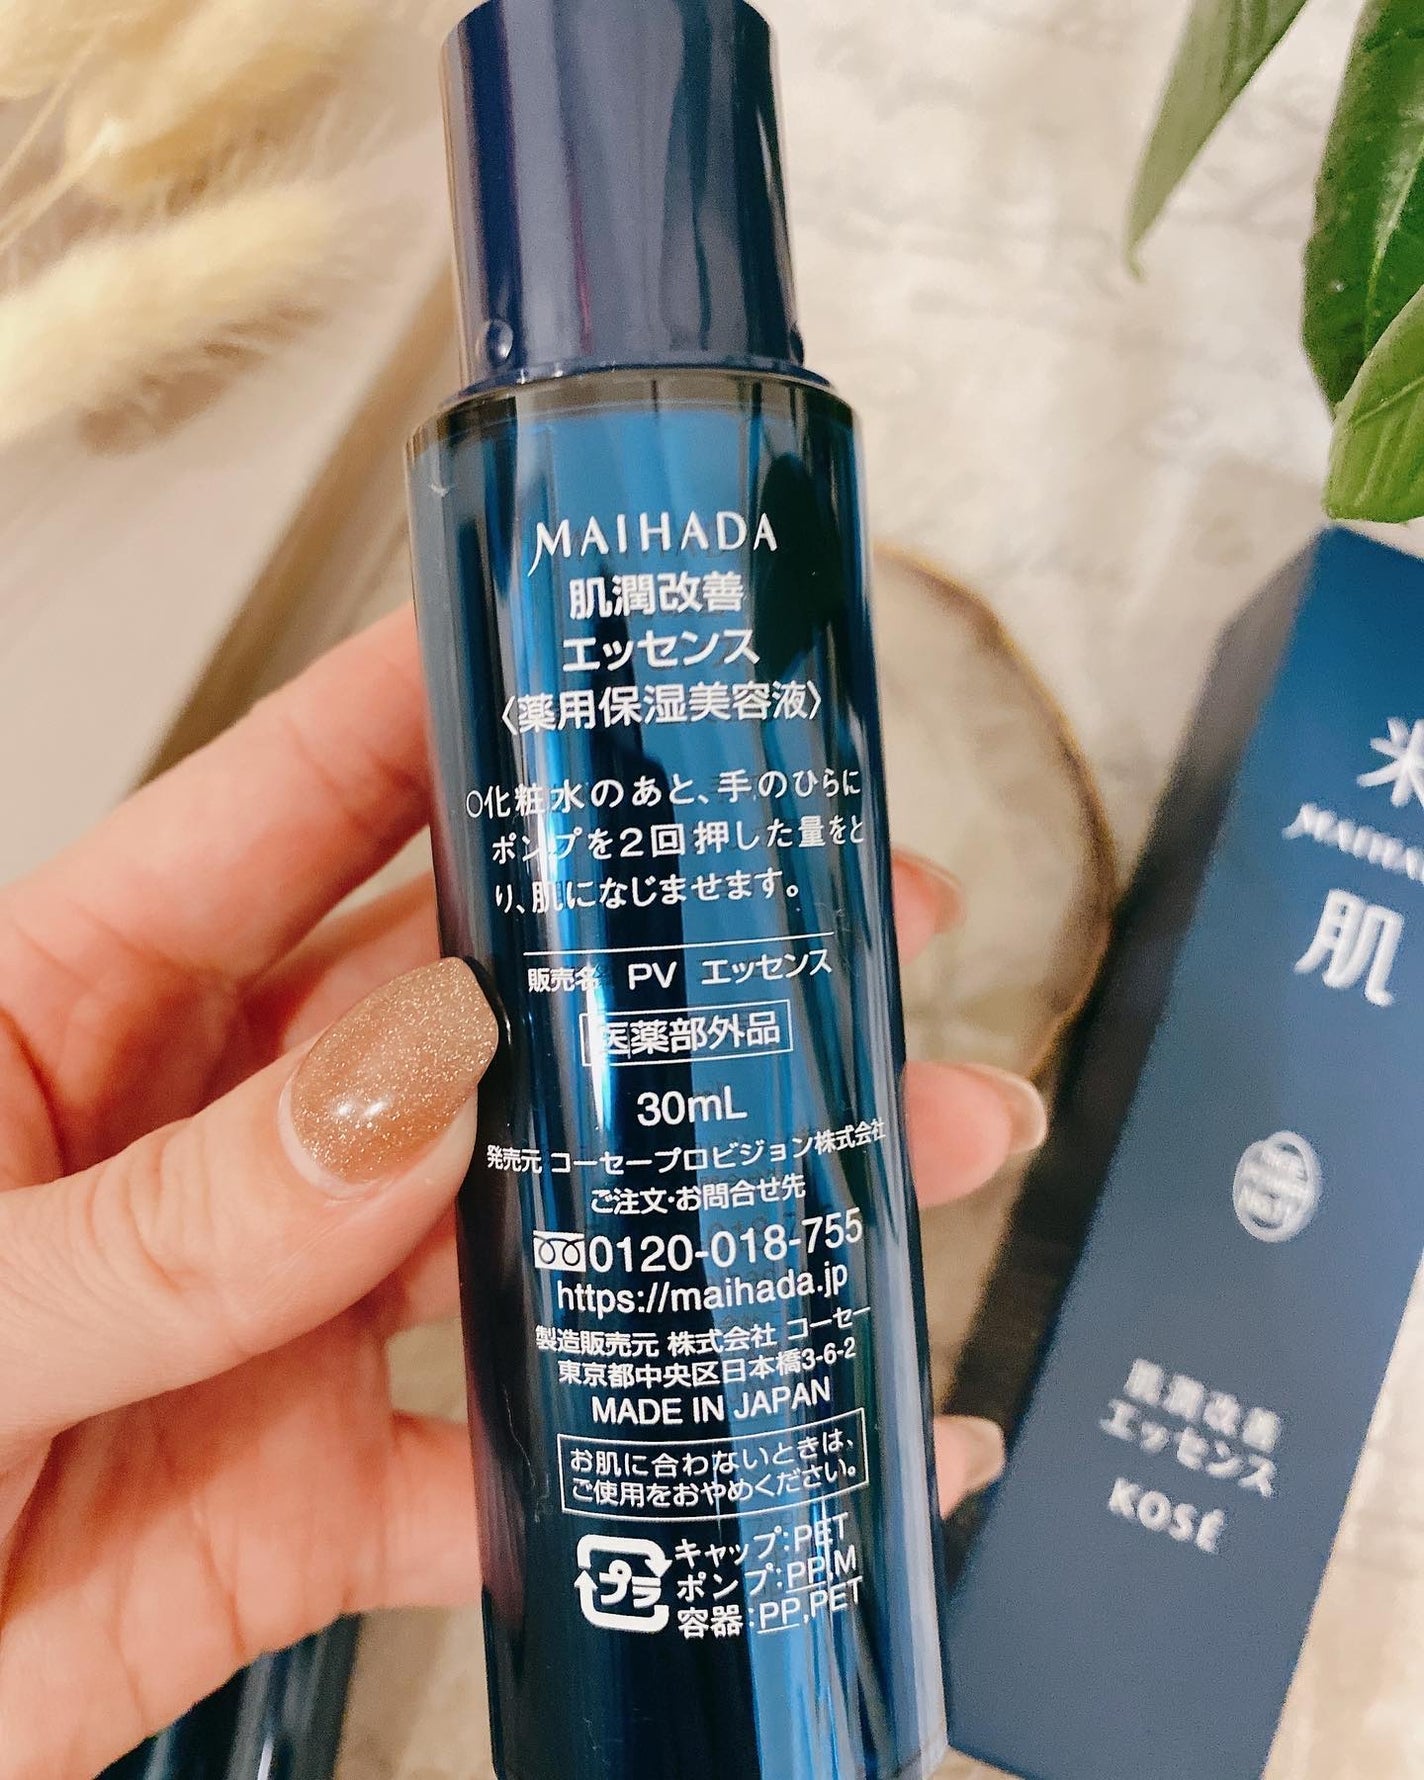 MAIHADA
肌潤改善
エッセンス
〈薬用保湿美容液〉
○化粧水のあと、手のひらに
ポンプを2回押した量をと
り、肌になじませます。
販売名 PV エッセンス
医薬部外品
30mL
発売元 コーセープロビジョン株式会社
ご注文・お問合せ先
0120-018-755
https://maihada.jp
製造販売元 株式会社 コーセー
東京都中央区日本橋3-6-2
MADE IN JAPAN
お肌に合わないときは、
ご使用をおやめください。
プラ
キャップ:PET
ポンプ:PP,M
容器:PP,PET
米
MAIHA
肌
肌潤改善
エッセンス
KOSÉ